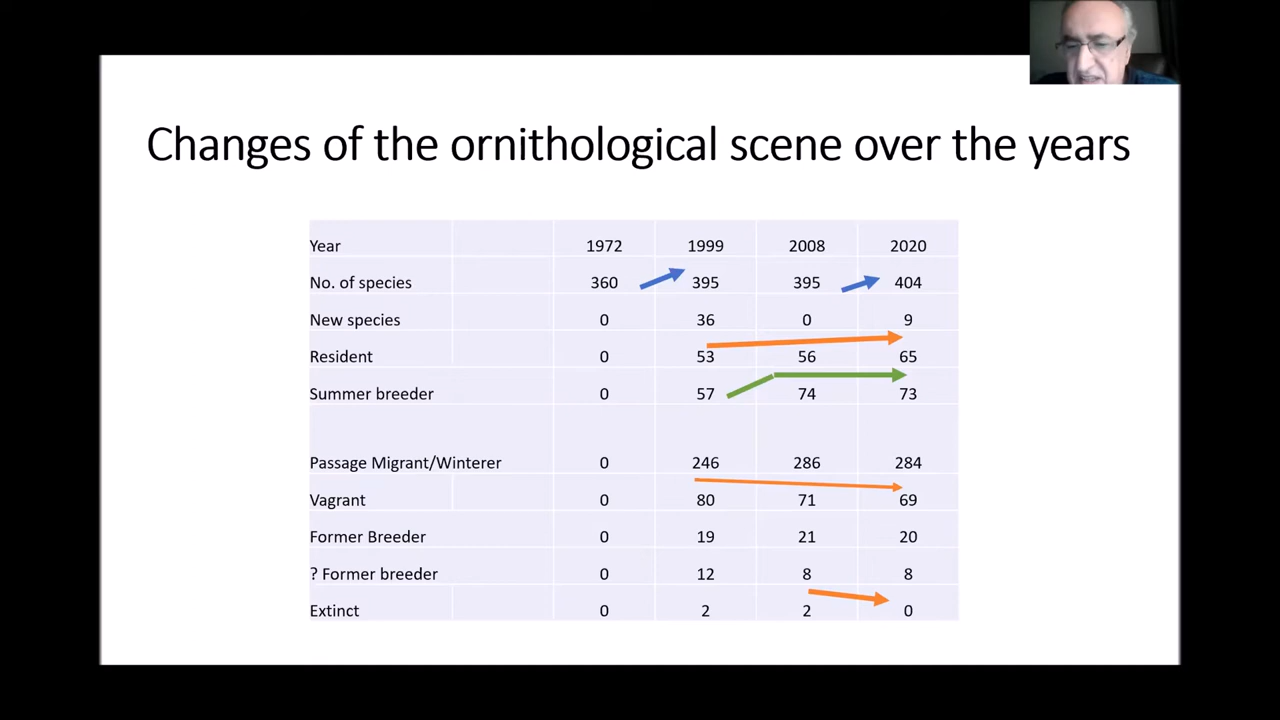 Changes of the ornithological scene over the years
Year 1972 1999 2008 2020
No. of species 360 395 395 404
New species 0 36 0 9
Resident 0 53 56 65
Summer breeder 0 57 74 73
Passage Migrant/Winterer 0 246 286 284
Vagrant 0 80 71 69
Former Breeder 0 19 21 20
? Former breeder 0 12 8 8
Extinct 0 2 2 0